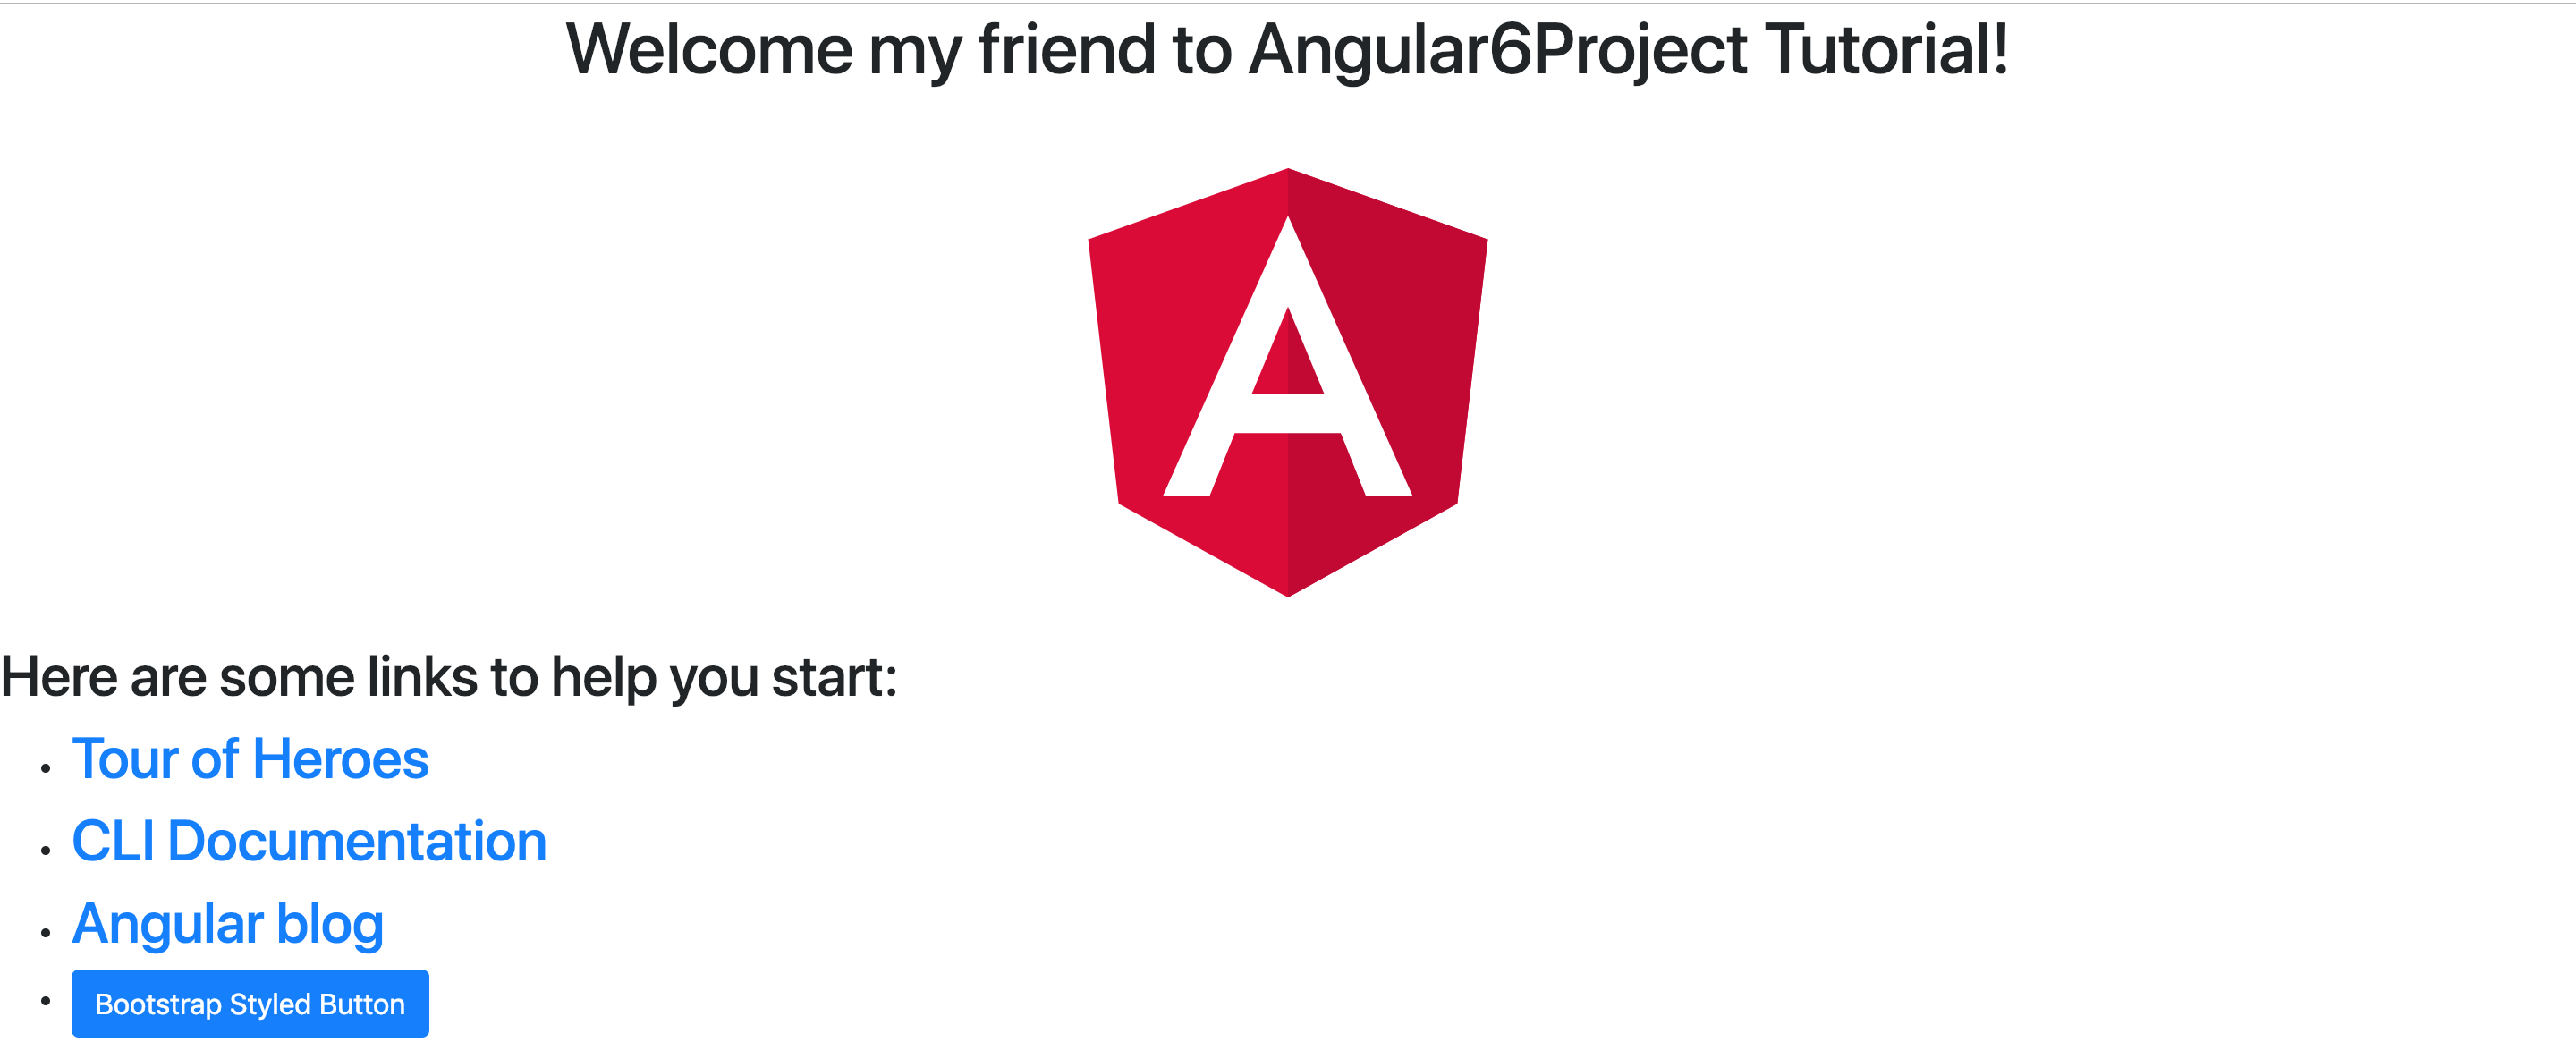 Welcome my friend to Angular6Project Tutorial!
A
Here are some links to help you start:
Tour of Heroes
CLI Documentation
Angular blog
Bootstrap Styled Button